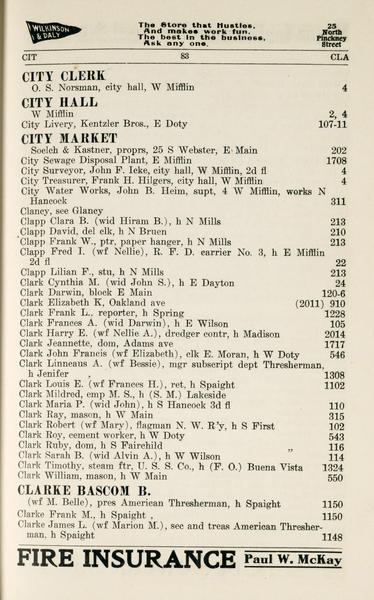 WILKINSON & DALY
The Store that Hustles.
And makes work fun.
The best in the business.
Ask any one.
25
North
Pinckney
Street
CIT 83 CLA
CITY CLERK
O. S. Norsman, city hall, W Mifflin 4
CITY HALL
W Mifflin 2, 4
City Livery, Kentzler Bros., E Doty 107-11
CITY MARKET
Soelch & Kastner, proprs, 25 S Webster, E Main 202
City Sewage Disposal Plant, E Mifflin 1708
City Surveyor, John F. Icke, city hall, W Mifflin, 2d fl 4
City Treasurer, Frank H. Hilgers, city hall, W Mifflin 4
City Water Works, John B. Heim, supt, 4 W Mifflin, works N
Hancock 311
Clancy, see Glancy
Clapp Clara B. (wid Hiram B.), h N Mills 213
Clapp David, del elk, h N Bruen 210
Clapp Frank W., ptr, paper hanger, h N Mills 213
Clapp Fred I. (wf Nellie), R. F. D. carrier No. 3, h E Mifflin
2d fl 22
Clapp Lilian F., stu, h N Mills 213
Clark Cynthia M. (wid John S.), h E Dayton 24
Clark Darwin, block E Main 120-6
Clark Elizabeth K, Oakland ave (2011) 910
Clark Frank L., reporter, h Spring 1228
Clark Frances A. (wid Darwin), h E Wilson 105
Clark Harry E. (wf Nellie A.), dredger contr, h Madison 2014
Clark Jeannette, dom, Adams ave 1717
Clark John Francis (wf Elizabeth), clk E. Moran, h W Doty 546
Clark Linneaus A. (wf Bessie), mgr subscript dept Thresherman,
h Jenifer 1308
Clark Louis E. (wf Frances H.), ret, h Spaight 1102
Clark Mildred, emp M. S., h (S. M.) Lakeside
Clark Maria P. (wid John), h S Hancock 3d fl 110
Clark Ray, mason, h W Main 315
Clark Robert (wf Mary), flagman N. W. R'y, h S First 102
Clark Roy, cement worker, h W Doty 543
Clark Ruby, dom, h S Fairchild " 116
Clark Sarah B. (wid Alvin A.), h W Wilson 114
Clark Timothy, steam ftr, U. S. S. Co., h (F. O.) Buena Vista 1324
Clark William, mason, h W Main 550
CLARKE BASCOM B.
(wf M. Belle), pres American Thresherman, h Spaight 1150
Clarke Frank M., h Spaight , 1150
Clarke James L. (wf Marion M.), sec and treas American Thresher-
man, h Spaight 1148
FIRE INSURANCE Paul W. McKay